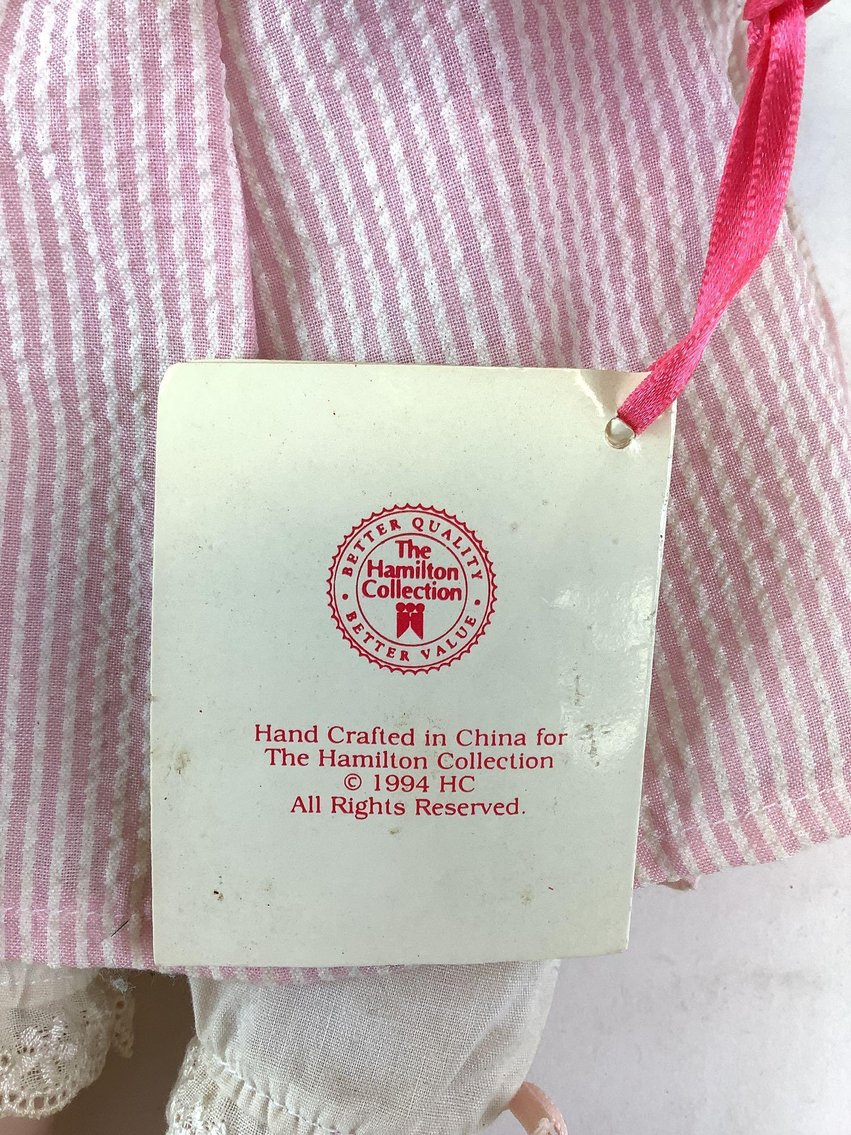 BETTER QUALITY
The
Hamilton
Collection
BETTER VALUE
Hand Crafted in China for
The Hamilton Collection
© 1994 HC
All Rights Reserved.